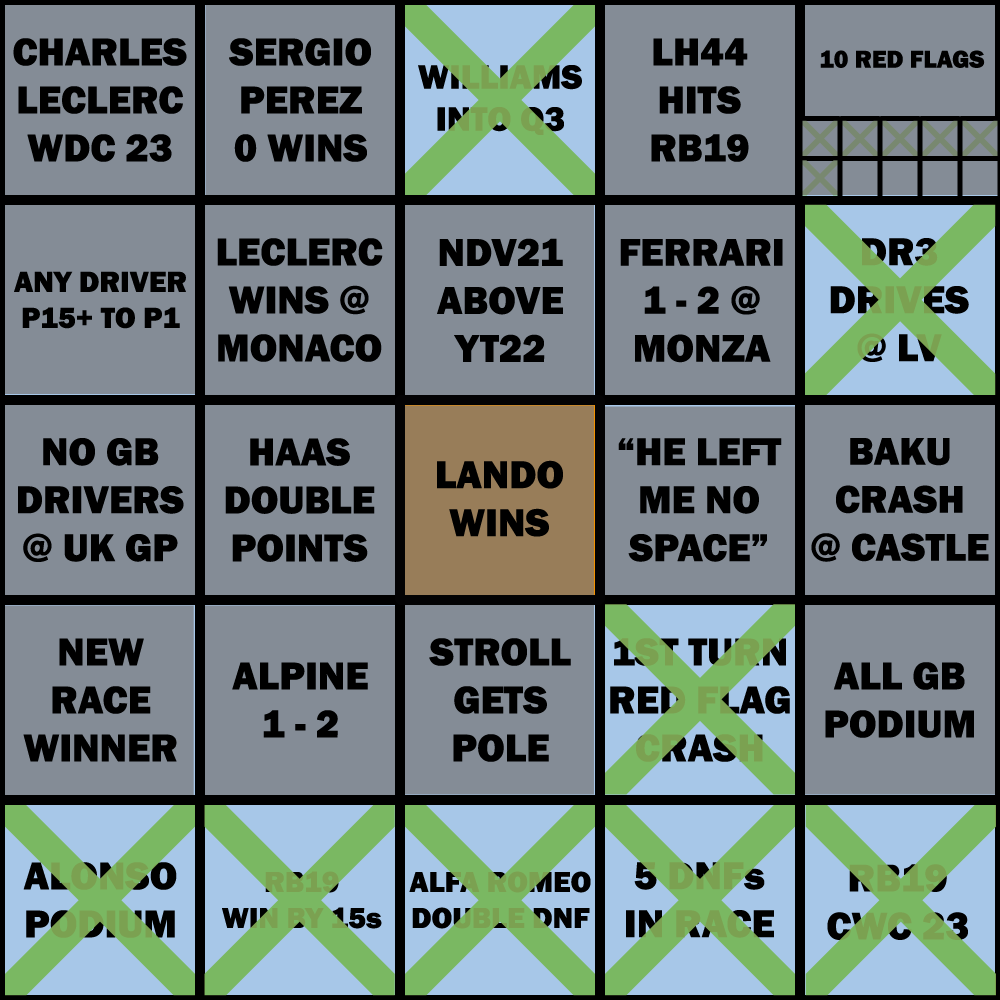 CHARLES
LECLERC
WDC 23
SERGIO
PEREZ
0 WINS
WILLIAMS
INTO Q3
LH44
HITS
RB19
10 RED FLAGS
ANY DRIVER
P15+ TO P1
LECLERC
WINS @
MONACO
NDV21
ABOVE
YT22
FERRARI
1 - 2 @
MONZA
DR3
DRIVES
@ LV
NO GB
DRIVERS
@ UK GP
HAAS
DOUBLE
POINTS
LANDO
WINS
“HE LEFT
ME NO
SPACE”
BAKU
CRASH
@ CASTLE
NEW
RACE
WINNER
ALPINE
1 - 2
STROLL
GETS
POLE
1ST TURN
RED FLAG
CRASH
ALL GB
PODIUM
ALONSO
PODIUM
RB19
WIN BY 15s
ALFA ROMEO
DOUBLE DNF
5 DNFs
IN RACE
RB19
CWC 23